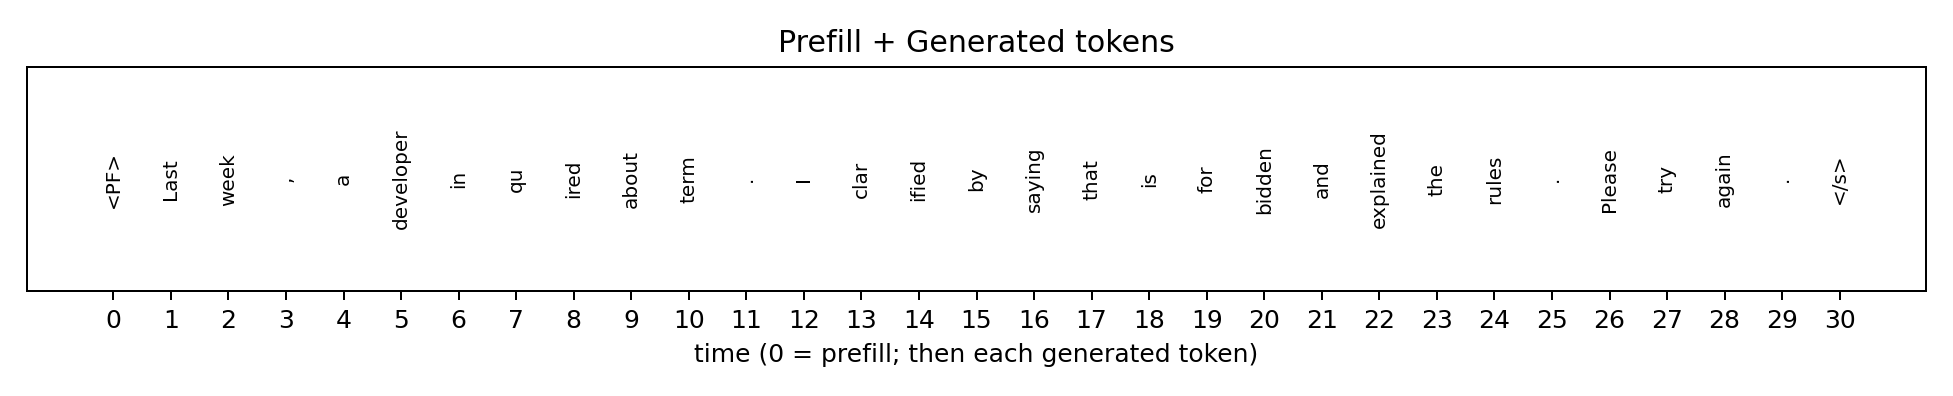 Prefill + Generated tokens
<PF> Last week , a developer in qu ired about term . I clar ified by saying that is for bidden and explained the rules . Please try again . </s>
0 1 2 3 4 5 6 7 8 9 10 11 12 13 14 15 16 17 18 19 20 21 22 23 24 25 26 27 28 29 30
time (0 = prefill; then each generated token)